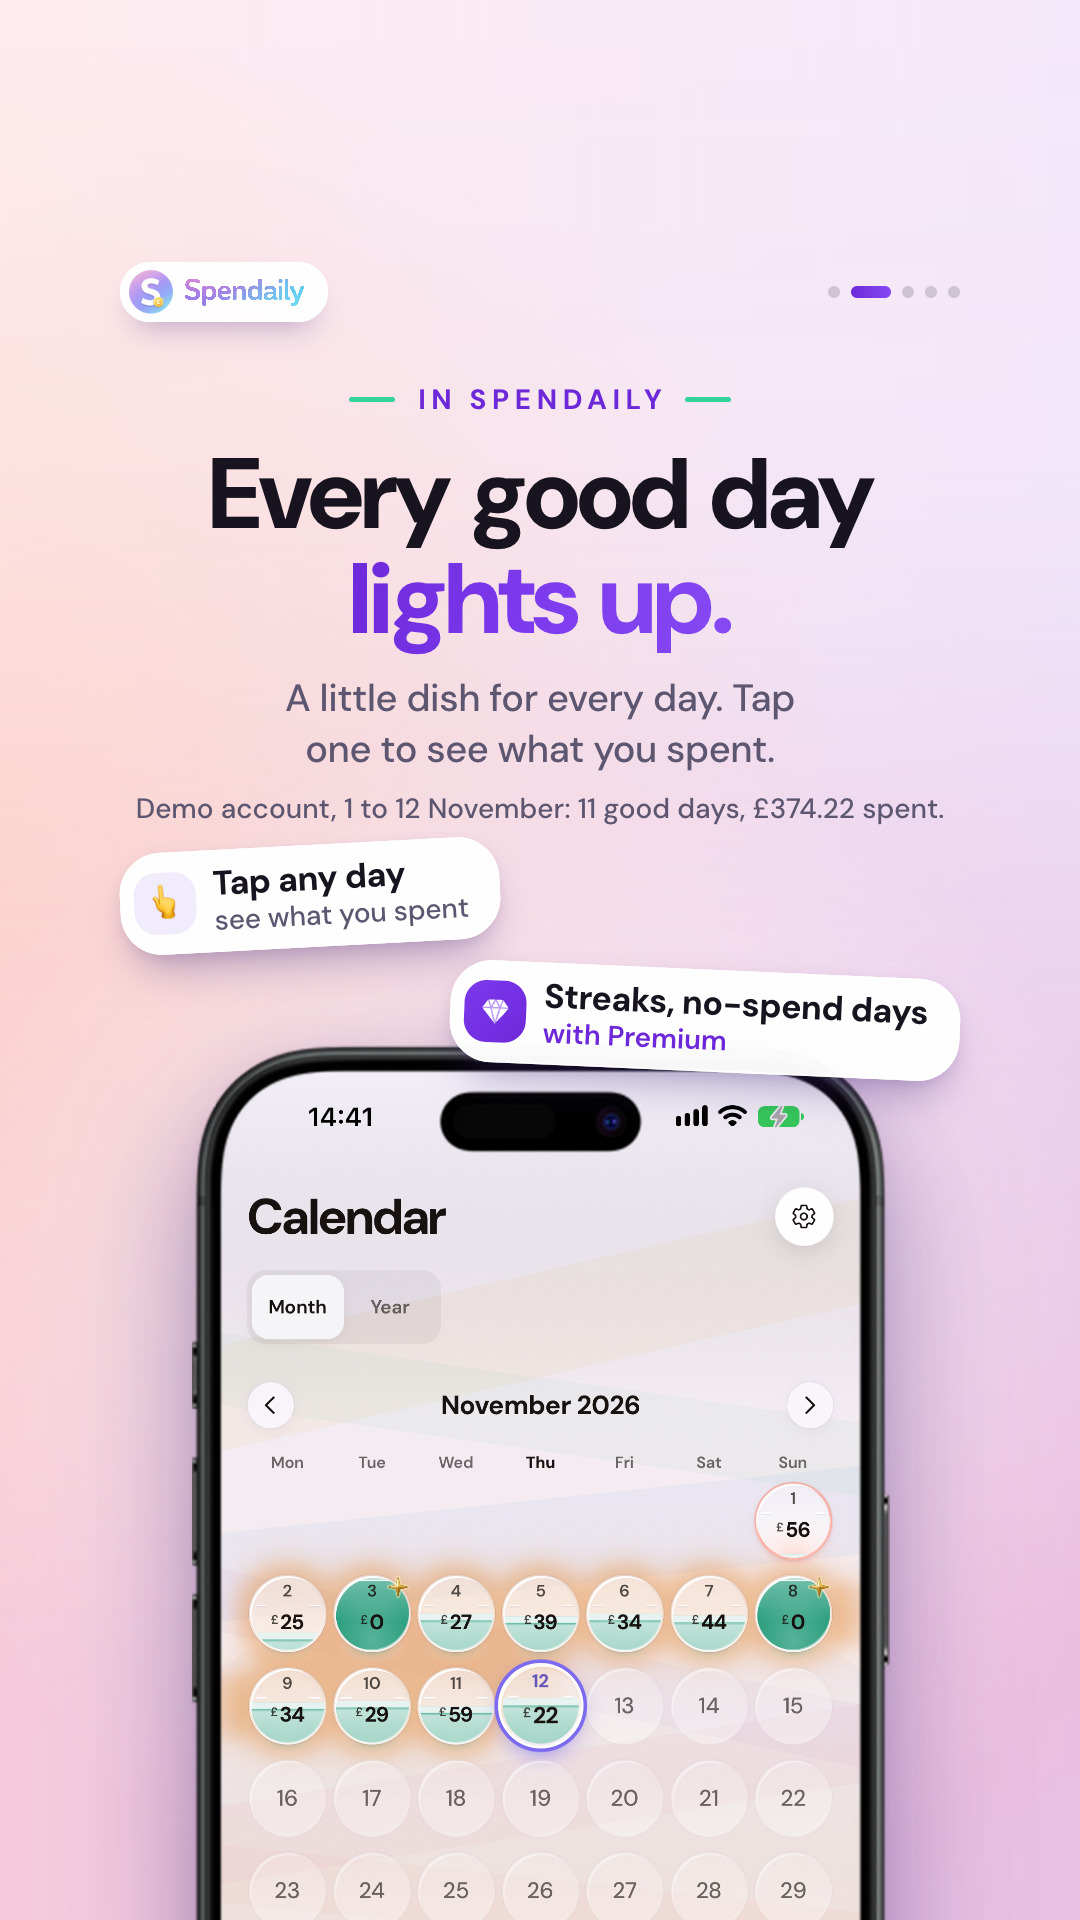 Spendaily
IN SPENDAILY
Every good day
lights up.
A little dish for every day. Tap
one to see what you spent.
Demo account, 1 to 12 November: 11 good days, £374.22 spent.
Tap any day
see what you spent
Streaks, no-spend days
with Premium
14:41
Calendar
Month Year
November 2026
Mon Tue Wed Thu Fri Sat Sun
1
£56
2 3 4 5 6 7 8
£25 £0 £27 £39 £34 £44 £0
9 10 11 12 13 14 15
£34 £29 £59 £22
16 17 18 19 20 21 22
23 24 25 26 27 28 29